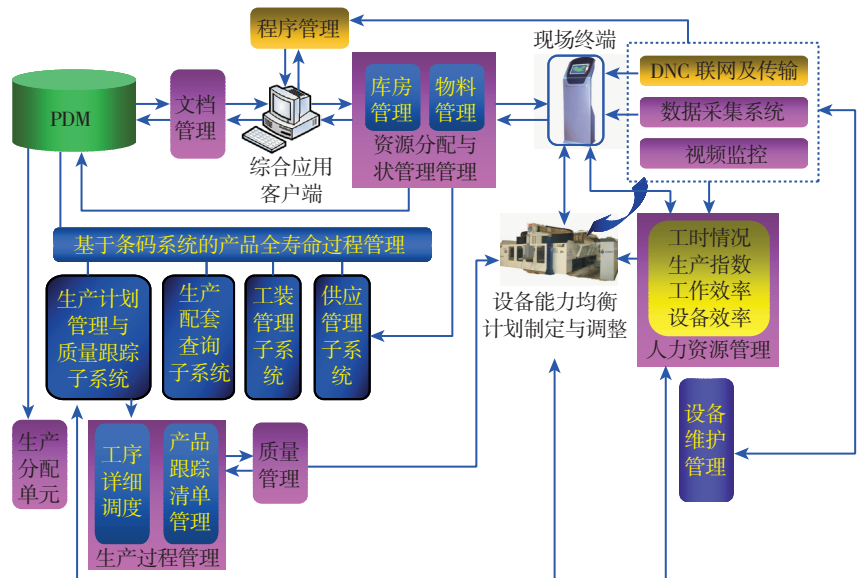 程序管理
现场终端
PDM
文档
管理
综合应用
客户端
库房
管理
物料
管理
资源分配与
状管理管理
DNC 联网及传输
数据采集系统
视频监控
基于条码系统的产品全寿命过程管理
生产计划
管理与
质量跟踪
子系统
生产
配套
查询
子系统
工装
管理
子系统
供应
管理
子系统
设备能力均衡
计划制定与调整
工时情况
生产指数
工作效率
设备效率
人力资源管理
生产
分配
单元
工序
详细
调度
产品
跟踪
清单
管理
生产过程管理
质量
管理
设备
维护
管理